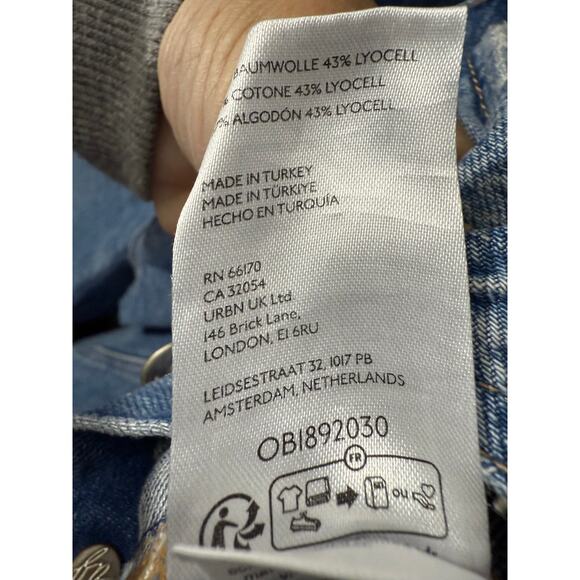 BAUMWOLLE 43% LYOCELL
% COTONE 43% LYOCELL
% ALGODÓN 43% LYOCELL
MADE IN TURKEY
MADE IN TÜRKIYE
HECHO EN TURQUÍA
RN 66170
CA 32054
URBN UK Ltd
146 Brick Lane,
LONDON, E1 6RU
LEIDSESTRAAT 32, 1017 PB
AMSTERDAM, NETHERLANDS
OB1892030
FR
OU